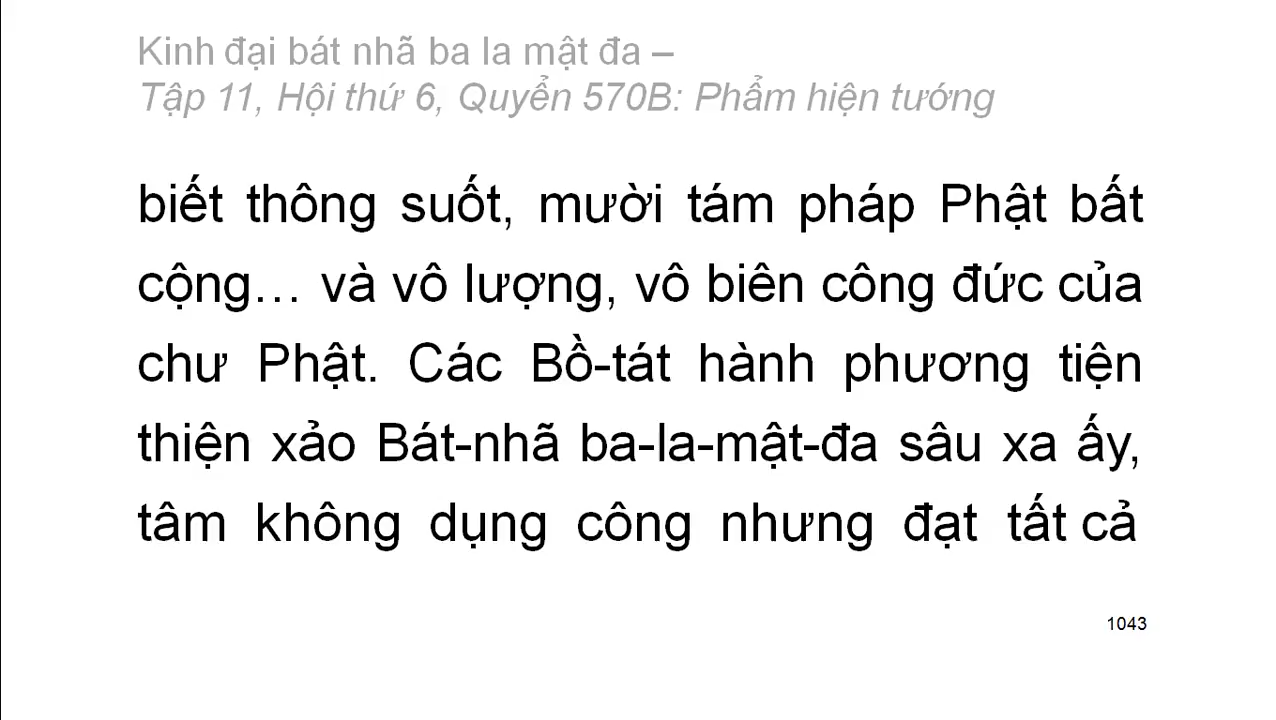 Kinh đại bát nhã ba la mật đa –
Tập 11, Hội thứ 6, Quyển 570B: Phẩm hiện tướng
biết thông suốt, mười tám pháp Phật bất
cộng… và vô lượng, vô biên công đức của
chư Phật. Các Bồ-tát hành phương tiện
thiện xảo Bát-nhã ba-la-mật-đa sâu xa ấy,
tâm không dụng công nhưng đạt tất cả
1043